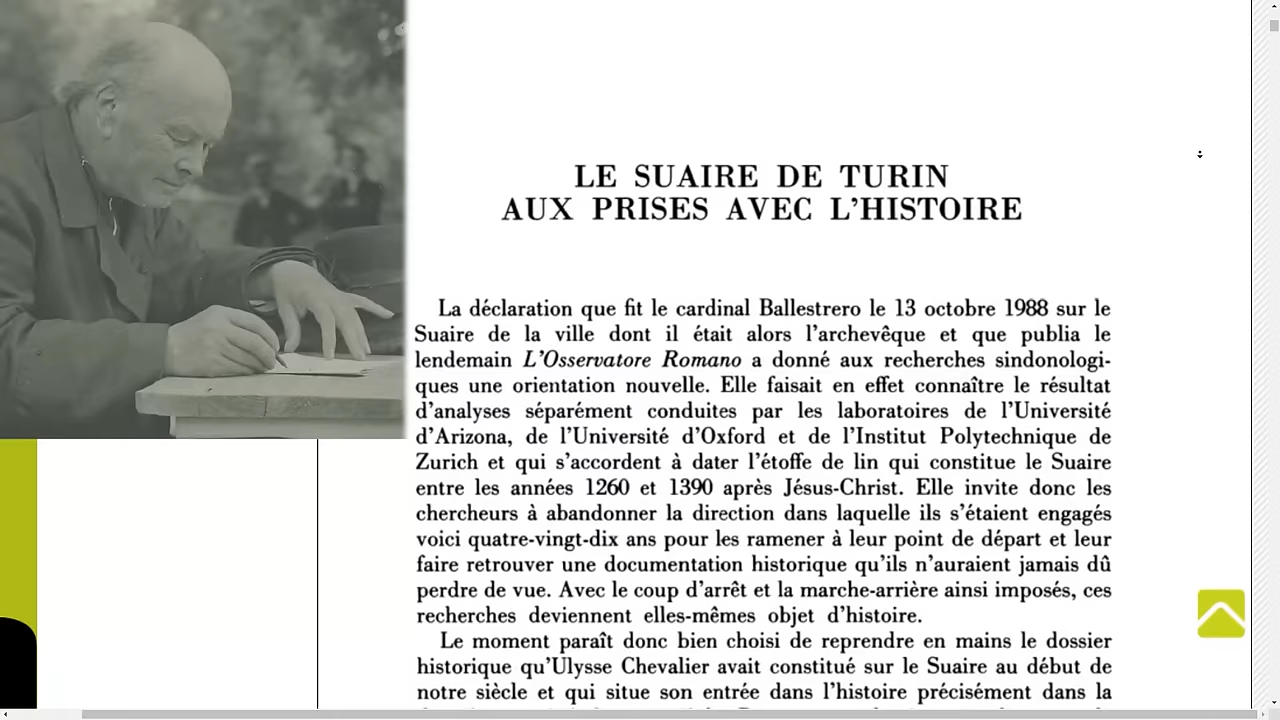 LE SUAIRE DE TURIN
AUX PRISES AVEC L'HISTOIRE
La déclaration que fit le cardinal Ballestrero le 13 octobre 1988 sur le
Suaire de la ville dont il était alors l'archevêque et que publia le
lendemain L'Osservatore Romano a donné aux recherches sindonologi-
ques une orientation nouvelle. Elle faisait en effet connaître le résultat
d'analyses séparément conduites par les laboratoires de l'Université
d'Arizona, de l'Université d'Oxford et de l'Institut Polytechnique de
Zurich et qui s'accordent à dater l'étoffe de lin qui constitue le Suaire
entre les années 1260 et 1390 après Jésus-Christ. Elle invite donc les
chercheurs à abandonner la direction dans laquelle ils s'étaient engagés
voici quatre-vingt-dix ans pour les ramener à leur point de départ et leur
faire retrouver une documentation historique qu'ils n'auraient jamais dû
perdre de vue. Avec le coup d'arrêt et la marche-arrière ainsi imposés, ces
recherches deviennent elles-mêmes objet d'histoire.
Le moment paraît donc bien choisi de reprendre en mains le dossier
historique qu'Ulysse Chevalier avait constitué sur le Suaire au début de
notre siècle et qui situe son entrée dans l'histoire précisément dans la